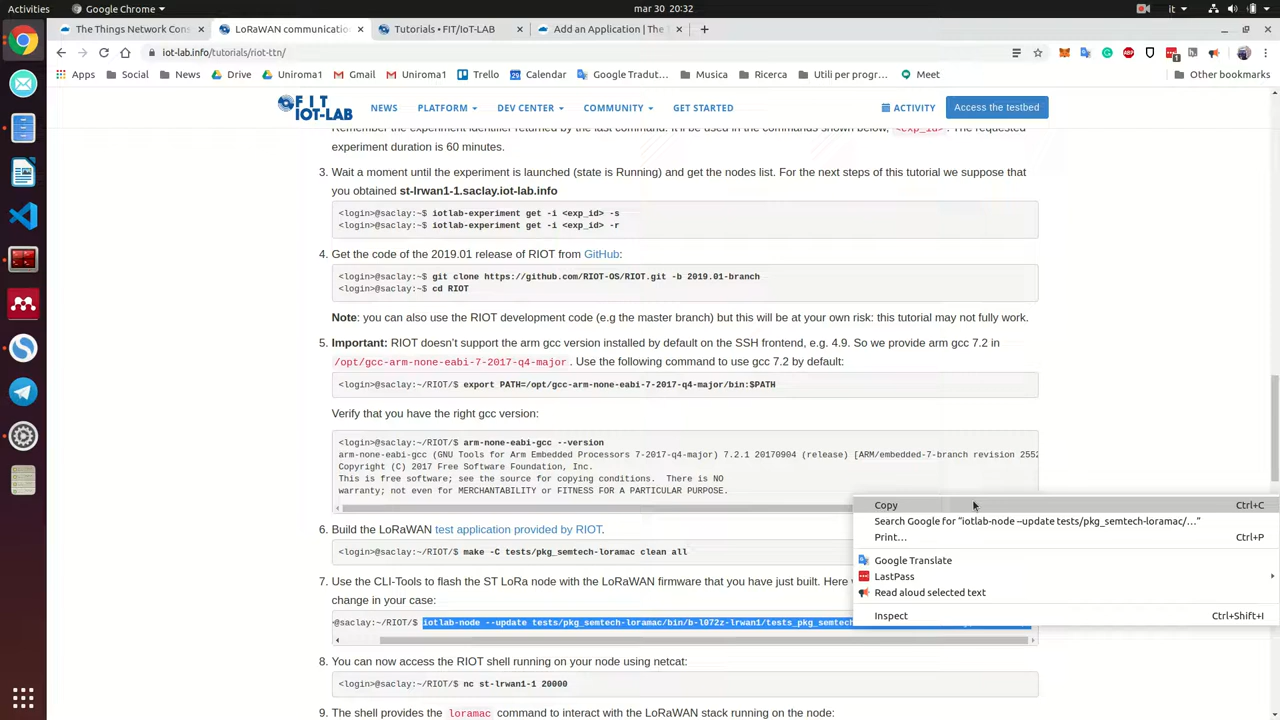 Activities
Google Chrome
mar 30 20:32
it
The Things Network Cons
LoRaWAN communicatio
Tutorials • FIT/IoT-LAB
Add an Application | The
iot-lab.info/tutorials/riot-ttn/
Apps Social News Drive Uniroma1 Gmail Uniroma1 Trello Calendar Google Tradut… Musica Ricerca Utili per progr… Meet Other bookmarks
FIT IOT-LAB
NEWS PLATFORM DEV CENTER COMMUNITY GET STARTED ACTIVITY Access the testbed
Remember the experiment identifier returned by the last command. It'll be used in the commands shown below, <exp_id>. The requested
experiment duration is 60 minutes.
3. Wait a moment until the experiment is launched (state is Running) and get the nodes list. For the next steps of this tutorial we suppose that
you obtained st-lrwan1-1.saclay.iot-lab.info
<login>@saclay:~$ iotlab-experiment get -i <exp_id> -s
<login>@saclay:~$ iotlab-experiment get -i <exp_id> -r
4. Get the code of the 2019.01 release of RIOT from GitHub:
<login>@saclay:~$ git clone https://github.com/RIOT-OS/RIOT.git -b 2019.01-branch
<login>@saclay:~$ cd RIOT
Note: you can also use the RIOT development code (e.g the master branch) but this will be at your own risk: this tutorial may not fully work.
5. Important: RIOT doesn't support the arm gcc version installed by default on the SSH frontend, e.g. 4.9. So we provide arm gcc 7.2 in
/opt/gcc-arm-none-eabi-7-2017-q4-major. Use the following command to use gcc 7.2 by default:
<login>@saclay:~/RIOT/$ export PATH=/opt/gcc-arm-none-eabi-7-2017-q4-major/bin:$PATH
Verify that you have the right gcc version:
<login>@saclay:~/RIOT/$ arm-none-eabi-gcc --version
arm-none-eabi-gcc (GNU Tools for Arm Embedded Processors 7-2017-q4-major) 7.2.1 20170904 (release) [ARM/embedded-7-branch revision 2552
Copyright (C) 2017 Free Software Foundation, Inc.
This is free software; see the source for copying conditions. There is NO
warranty; not even for MERCHANTABILITY or FITNESS FOR A PARTICULAR PURPOSE.
6. Build the LoRaWAN test application provided by RIOT.
<login>@saclay:~/RIOT/$ make -C tests/pkg_semtech-loramac clean all
7. Use the CLI-Tools to flash the ST LoRa node with the LoRaWAN firmware that you have just built. Here
change in your case:
@saclay:~/RIOT/$ iotlab-node --update tests/pkg_semtech-loramac/bin/b-l072z-lrwan1/tests_pkg_semtech
8. You can now access the RIOT shell running on your node using netcat:
<login>@saclay:~/RIOT/$ nc st-lrwan1-1 20000
9. The shell provides the loramac command to interact with the LoRaWAN stack running on the node:
Copy Ctrl+C
Search Google for “iotlab-node --update tests/pkg_semtech-loramac/…”
Print… Ctrl+P
Google Translate
LastPass
Read aloud selected text
Inspect Ctrl+Shift+I